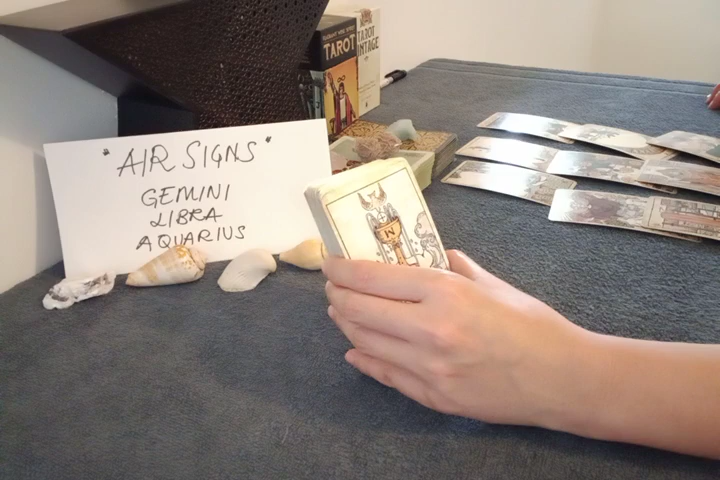 "AIR SIGNS"
GEMINI
LIBRA
AQUARIUS
TAROT
TAROT